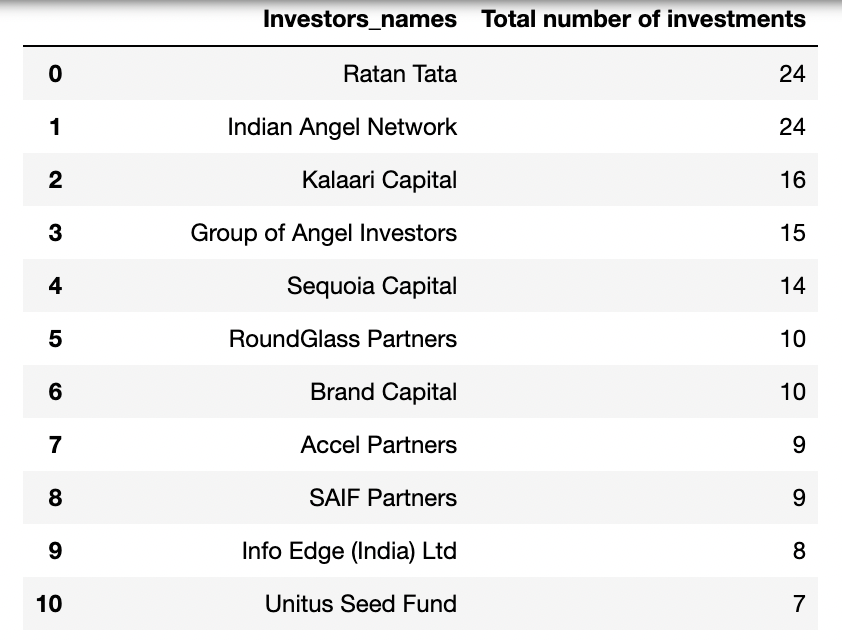 Investors_names Total number of investments
0 Ratan Tata 24
1 Indian Angel Network 24
2 Kalaari Capital 16
3 Group of Angel Investors 15
4 Sequoia Capital 14
5 RoundGlass Partners 10
6 Brand Capital 10
7 Accel Partners 9
8 SAIF Partners 9
9 Info Edge (India) Ltd 8
10 Unitus Seed Fund 7